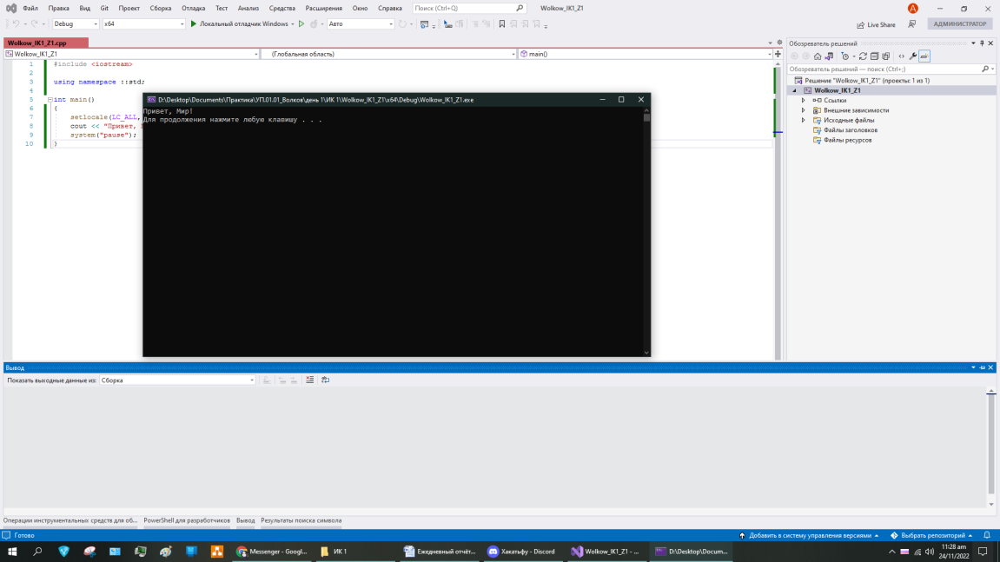 Файл Правка Вид Git Проект Сборка Отладка Тест Анализ Средства Расширения Окно Справка Поиск (Ctrl+Q) Wolkow_IK1_Z1 A
Debug x64 Локальный отладчик Windows Авто Live Share АДМИНИСТРАТОР
Wolkow_IK1_Z1.cpp
Wolkow_IK1_Z1 (Глобальная область) main()
1 #include <iostream>
2
3 using namespace ::std;
4
5 int main()
6 {
7 setlocale(LC_ALL,
8 cout << "Привет,
9 system("pause");
10 }
D:\Desktop\Documents\Практика\УП.01.01_Волков\день 1\ИК 1\Wolkow_IK1_Z1\x64\Debug\Wolkow_IK1_Z1.exe
Привет, Мир!
Для продолжения нажмите любую клавишу . . .
Обозреватель решений
Обозреватель решений — поиск (Ctrl+;)
Решение "Wolkow_IK1_Z1" (проекты: 1 из 1)
Wolkow_IK1_Z1
Ссылки
Внешние зависимости
Исходные файлы
Файлы заголовков
Файлы ресурсов
Вывод
Показать выходные данные из: Сборка
Операции инструментальных средств для об... PowerShell для разработчиков Вывод Результаты поиска символа
Готово Добавить в систему управления версиями Выбрать репозиторий
Messenger - Googl... ИК 1 Ежедневный отчёт... Хакатьфу - Discord Wolkow_IK1_Z1 - ... D:\Desktop\Docum... 11:28 am
24/11/2022